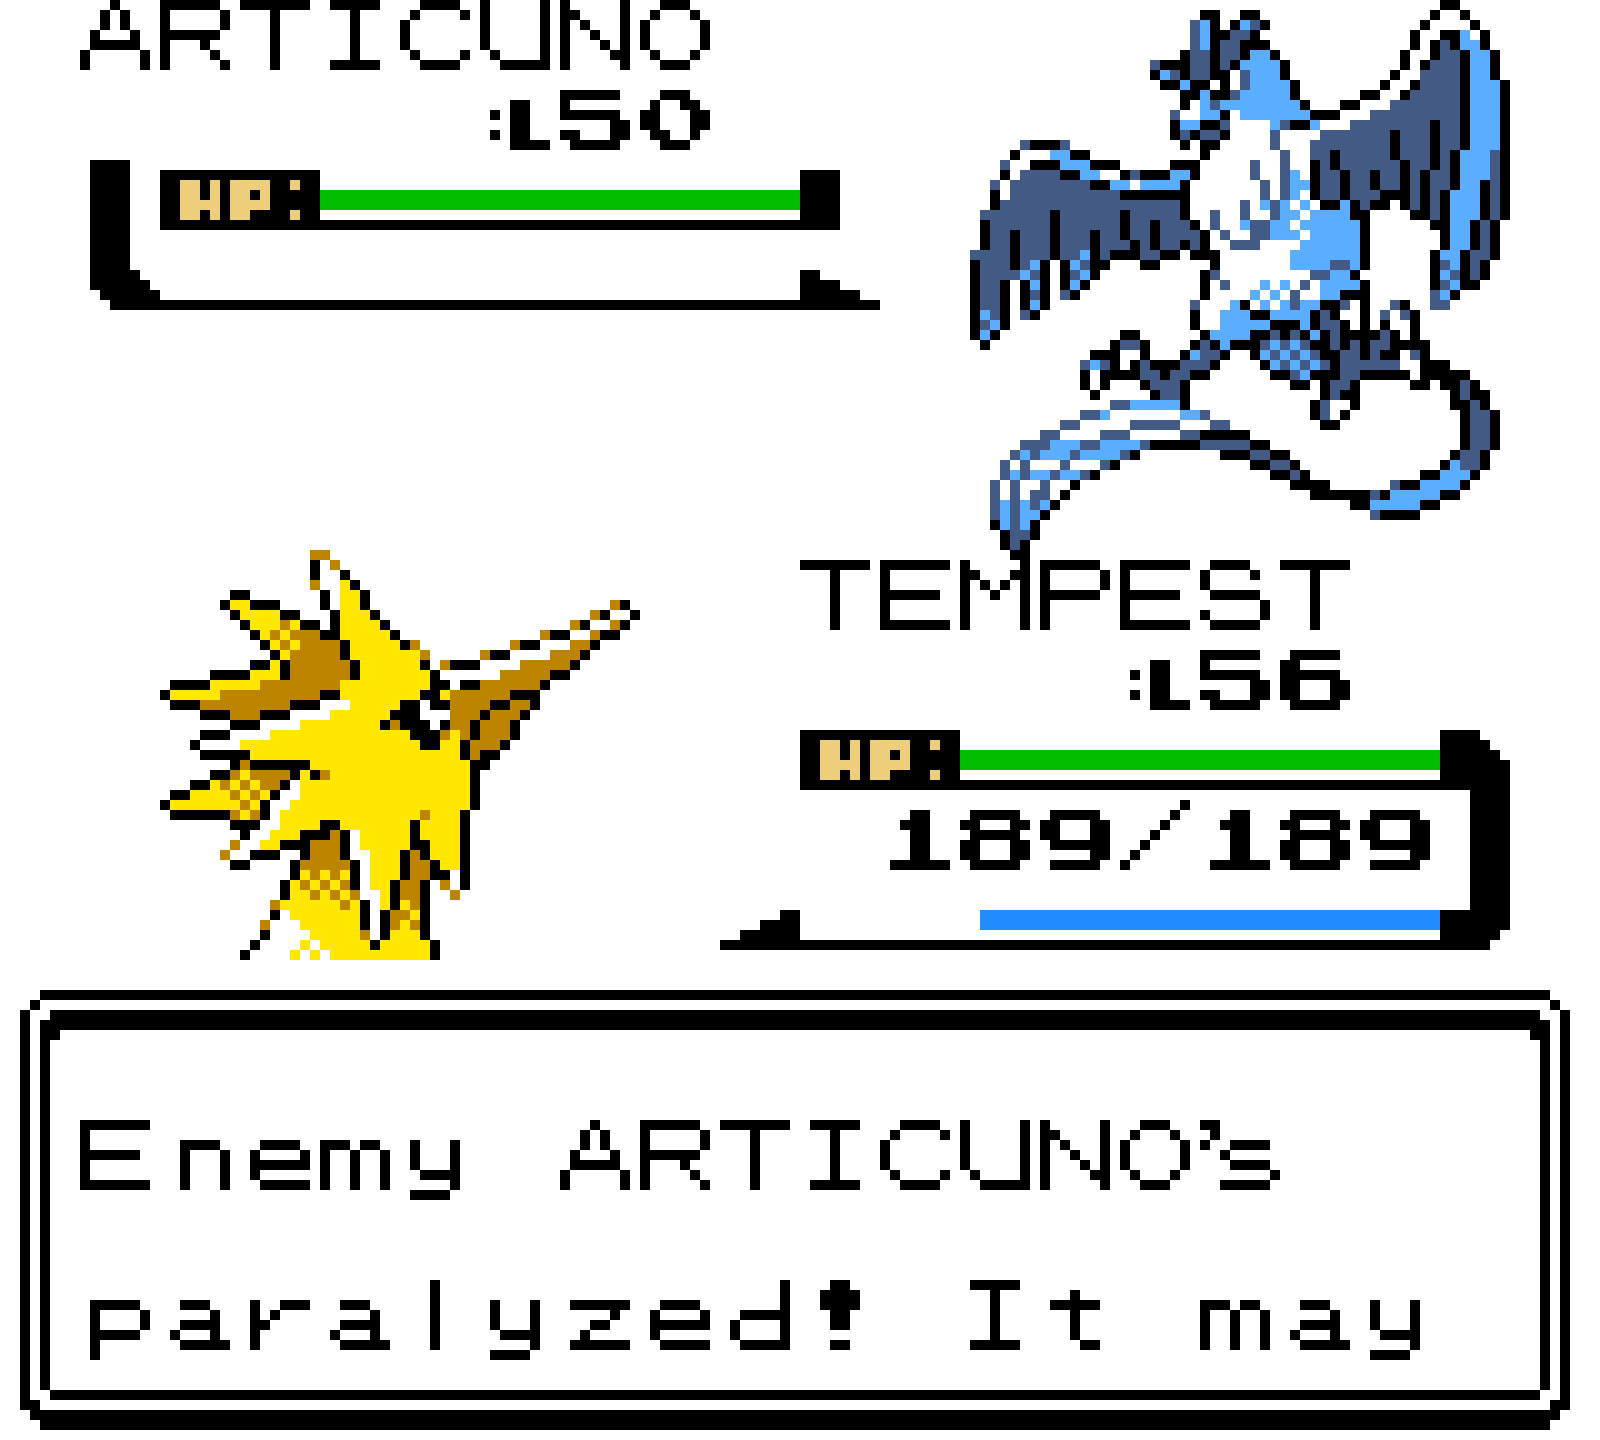 ARTICUNO
:L50
HP:
TEMPEST
:L56
HP:
189/189
Enemy ARTICUNO's
paralyzed! It may